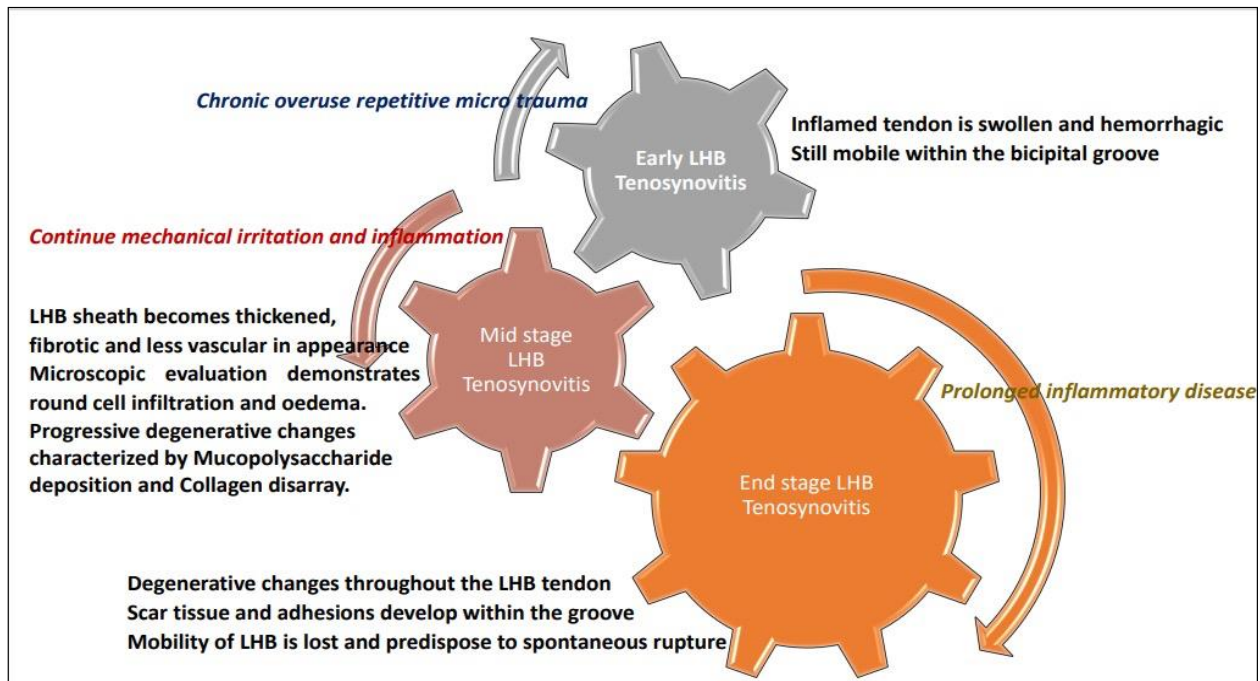 Chronic overuse repetitive micro trauma
Early LHB
Tenosynovitis
Inflamed tendon is swollen and hemorrhagic
Still mobile within the bicipital groove
Continue mechanical irritation and inflammation
Mid stage
LHB
Tenosynovitis
LHB sheath becomes thickened,
fibrotic and less vascular in appearance
Microscopic evaluation demonstrates
round cell infiltration and oedema.
Progressive degenerative changes
characterized by Mucopolysaccharide
deposition and Collagen disarray.
Prolonged inflammatory disease
End stage LHB
Tenosynovitis
Degenerative changes throughout the LHB tendon
Scar tissue and adhesions develop within the groove
Mobility of LHB is lost and predispose to spontaneous rupture